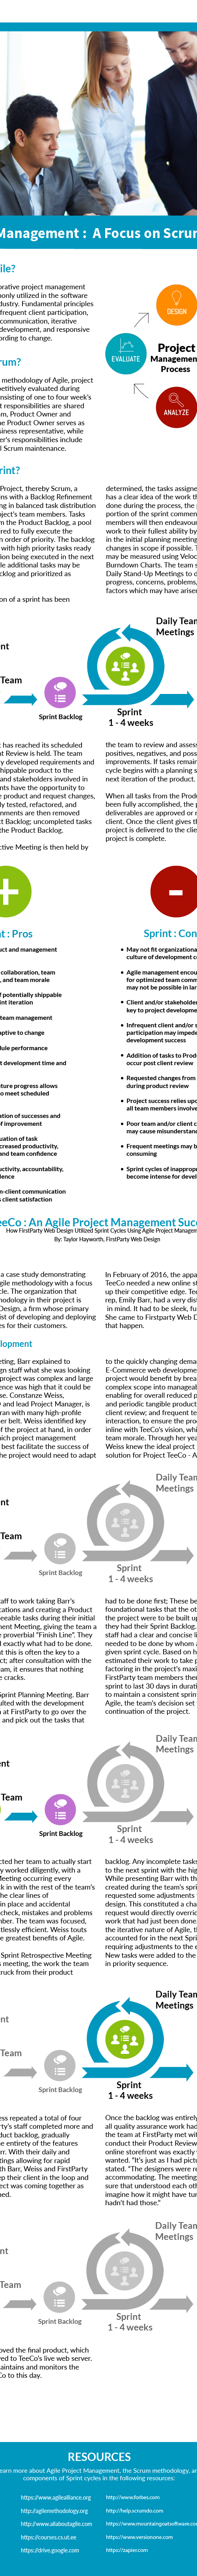 Management : A Focus on Scrum
ile?
orative project management
only utilized in the software
dustry. Fundamental principles
frequent client participation,
communication, iterative
development, and responsive
ording to change.
DESIGN
EVALUATE
Project
Management
Process
ANALYZE
rum?
methodology of Agile, project
petitively evaluated during
nsisting of one to four week's
t responsibilities are shared
m, Product Owner and
he Product Owner serves as
siness representative, while
er's responsibilities include
l Scrum maintenance.
rint?
Project, thereby Scrum, a
ns with a Backlog Refinement
ng in balanced task distribution
ject's team members. Tasks
m the Product Backlog, a pool
red to fully execute the
der of priority. The backlog
with high priority tasks ready
tion being executed in the next
le additional tasks may be
cklog and prioritized as
on of a sprint has been
determined, the tasks assigned
has a clear idea of the work th
done during the process, the
portion of the sprint commen
members will then endeavour
work to their fullest ability by
in the initial planning meeting
changes in scope if possible. T
may be measured using Veloc
Burndown Charts. The team s
Daily Stand-Up Meetings to d
progress, concerns, problems,
factors which may have arisen
Daily Team
Meetings
nt
Team
Sprint Backlog
Sprint
1 - 4 weeks
t has reached its scheduled
t Review is held. The team
y developed requirements and
hippable product to the
and stakeholders involved in
nts have the opportunity to
e product and request changes,
ly tested, refactored, and
nments are then removed
t Backlog; uncompleted tasks
the Product Backlog.
ective Meeting is then held by
the team to review and assess
positives, negatives, and assoc
improvements. If tasks remain
cycle begins with a planning s
next iteration of the product.
When all tasks from the Prod
been fully accomplished, the p
deliverables are approved or r
client. Once the client gives th
project is delivered to the clie
project is complete.
+
-
t : Pros
Sprint : Con
uct and management
collaboration, team
, and team morale
f potentially shippable
int iteration
team management
aptive to change
dule performance
t development time and
ture progress allows
o meet scheduled
ation of successes and
f improvement
uation of task
creased productivity,
and team confidence
uctivity, accountability,
lence
n-client communication
s client satisfaction
• May not fit organizationa
culture of development c
• Agile management encou
for optimized team comm
may not be possible in lar
• Client and/or stakeholder
key to project developme
• Infrequent client and/or s
participation may impede
development success
• Addition of tasks to Prod
occur post client review
• Requested changes from
during product review
• Project success relies upo
all team members involve
• Poor team and/or client c
may cause misunderstand
• Frequent meetings may b
consuming
• Sprint cycles of inapprop
become intense for devel
eeCo : An Agile Project Management Succ
How FirstParty Web Design Utilized Sprint Cycles Using Agile Project Manager
By: Taylor Hayworth, FirstParty Web Design
a case study demonstrating
gile methodology with a focus
cle. The organization that
hodology in their project is
Design, a firm whose primary
ist of developing and deploying
es for their customers.
In February of 2016, the appa
TeeCo needed a new online st
up their competitive edge. Tee
rep, Emily Barr, had a very dis
in mind. It had to be sleek, ve
She came to Firstparty Web D
that happen.
lopment
eting, Barr explained to
gn staff what she was looking
project was complex and large
ence was high that it could be
se. Constanze Weiss,
O and lead Project Manager, is
eran with many high-profile
er belt. Weiss identified key
f the project at hand, in order
hich project management
best facilitate the success of
he project would need to adapt
to the quickly changing dema
E-Commerce web developme
project would benefit by brea
complex scope into managab
enabling for overall reduced p
and periodic tangible product
client review, and frequent te
interaction, to ensure the pro
with TeeCo's vision, while
team morale. Through her yea
Weiss knew the ideal project
solution for Project TeeCo - A
Daily Team
Meetings
nt
Team
Sprint Backlog
Sprint
1 - 4 weeks
aff to work taking Barr's
cations and creating a Product
ible tasks during their initial
ent Meeting, giving the team a
e proverbial "Finish Line". They
l exactly what had to be done.
t this is often the key to a
ct; after consultation with the
am, it ensures that nothing
e cracks.
Sprint Planning Meeting, Barr
ulted with the development
n at FirstParty to go over the
and pick out the tasks that
had to be done first; These be
foundational tasks that the ot
the project were to be built up
they had their Sprint Backlog.
staff had a clear and concise l
needed to be done by whom a
given sprint cycle. Based on h
estimated their work to take p
factoring in the project's maxi
FirstParty team members then
sprint to last 30 days in durati
to maintain a consistent sprin
Agile, the team's decision set
continuation of the project.
Daily Team
Meetings
ent
Team
Sprint Backlog
Sprint
1 - 4 weeks
cted her team to actually start
y worked diligently, with a
Meeting occurring every
k in with the rest of the team's
he clear lines of
in place and accidental
check, mistakes and problems
mber. The team was focused,
tlessly efficient. Weiss touts
e greatest benefits of Agile.
Sprint Retrospective Meeting
s meeting, the work the team
ruck from their product
backlog. Any incomplete tasks
to the next sprint with the hig
While presenting Barr with th
created during the team's spri
requested some adjustments
design. This constituted a cha
request would directly overric
work that had just been done.
the iterative nature of Agile, t
accounted for in the next Spri
requiring adjustments to the e
New tasks were added to the
in priority sequence.
Daily Team
Meetings
nt
Team
Sprint Backlog
Sprint
1 - 4 weeks
ess repeated a total of four
ty's staff completed more and
duct backlog, gradually
e entirety of the features
rr. With their daily and
tings allowing for rapid
th Barr, Weiss and FirstParty
p their client in the loop and
ect was coming together as
ned.
Once the backlog was entirely
all quality assurance work had
the team at FirstParty met wit
conduct their Product Review
online storefront was exactly
wanted. "It's just as I had pictu
stated. "The designers were re
accommodating. The meeting
sure that understood each oth
imagine how it might have tur
hadn't had those."
Daily Team
Meetings
nt
Team
Sprint Backlog
Sprint
1 - 4 weeks
oved the final product, which
yed to TeeCo's live web server.
aintains and monitors the
Co to this day.
RESOURCES
earn more about Agile Project Management, the Scrum methodology, an
components of Sprint cycles in the following resources:
https://www.agilealliance.org
http://agilemethodology.org
http://www.allaboutagile.com
https://courses.cs.ut.ee
https://drive.google.com
http://www.forbes.com
http://help.scrumdo.com
https://www.mountaingoatsoftware.com
https://www.versionone.com
https://zapier.com